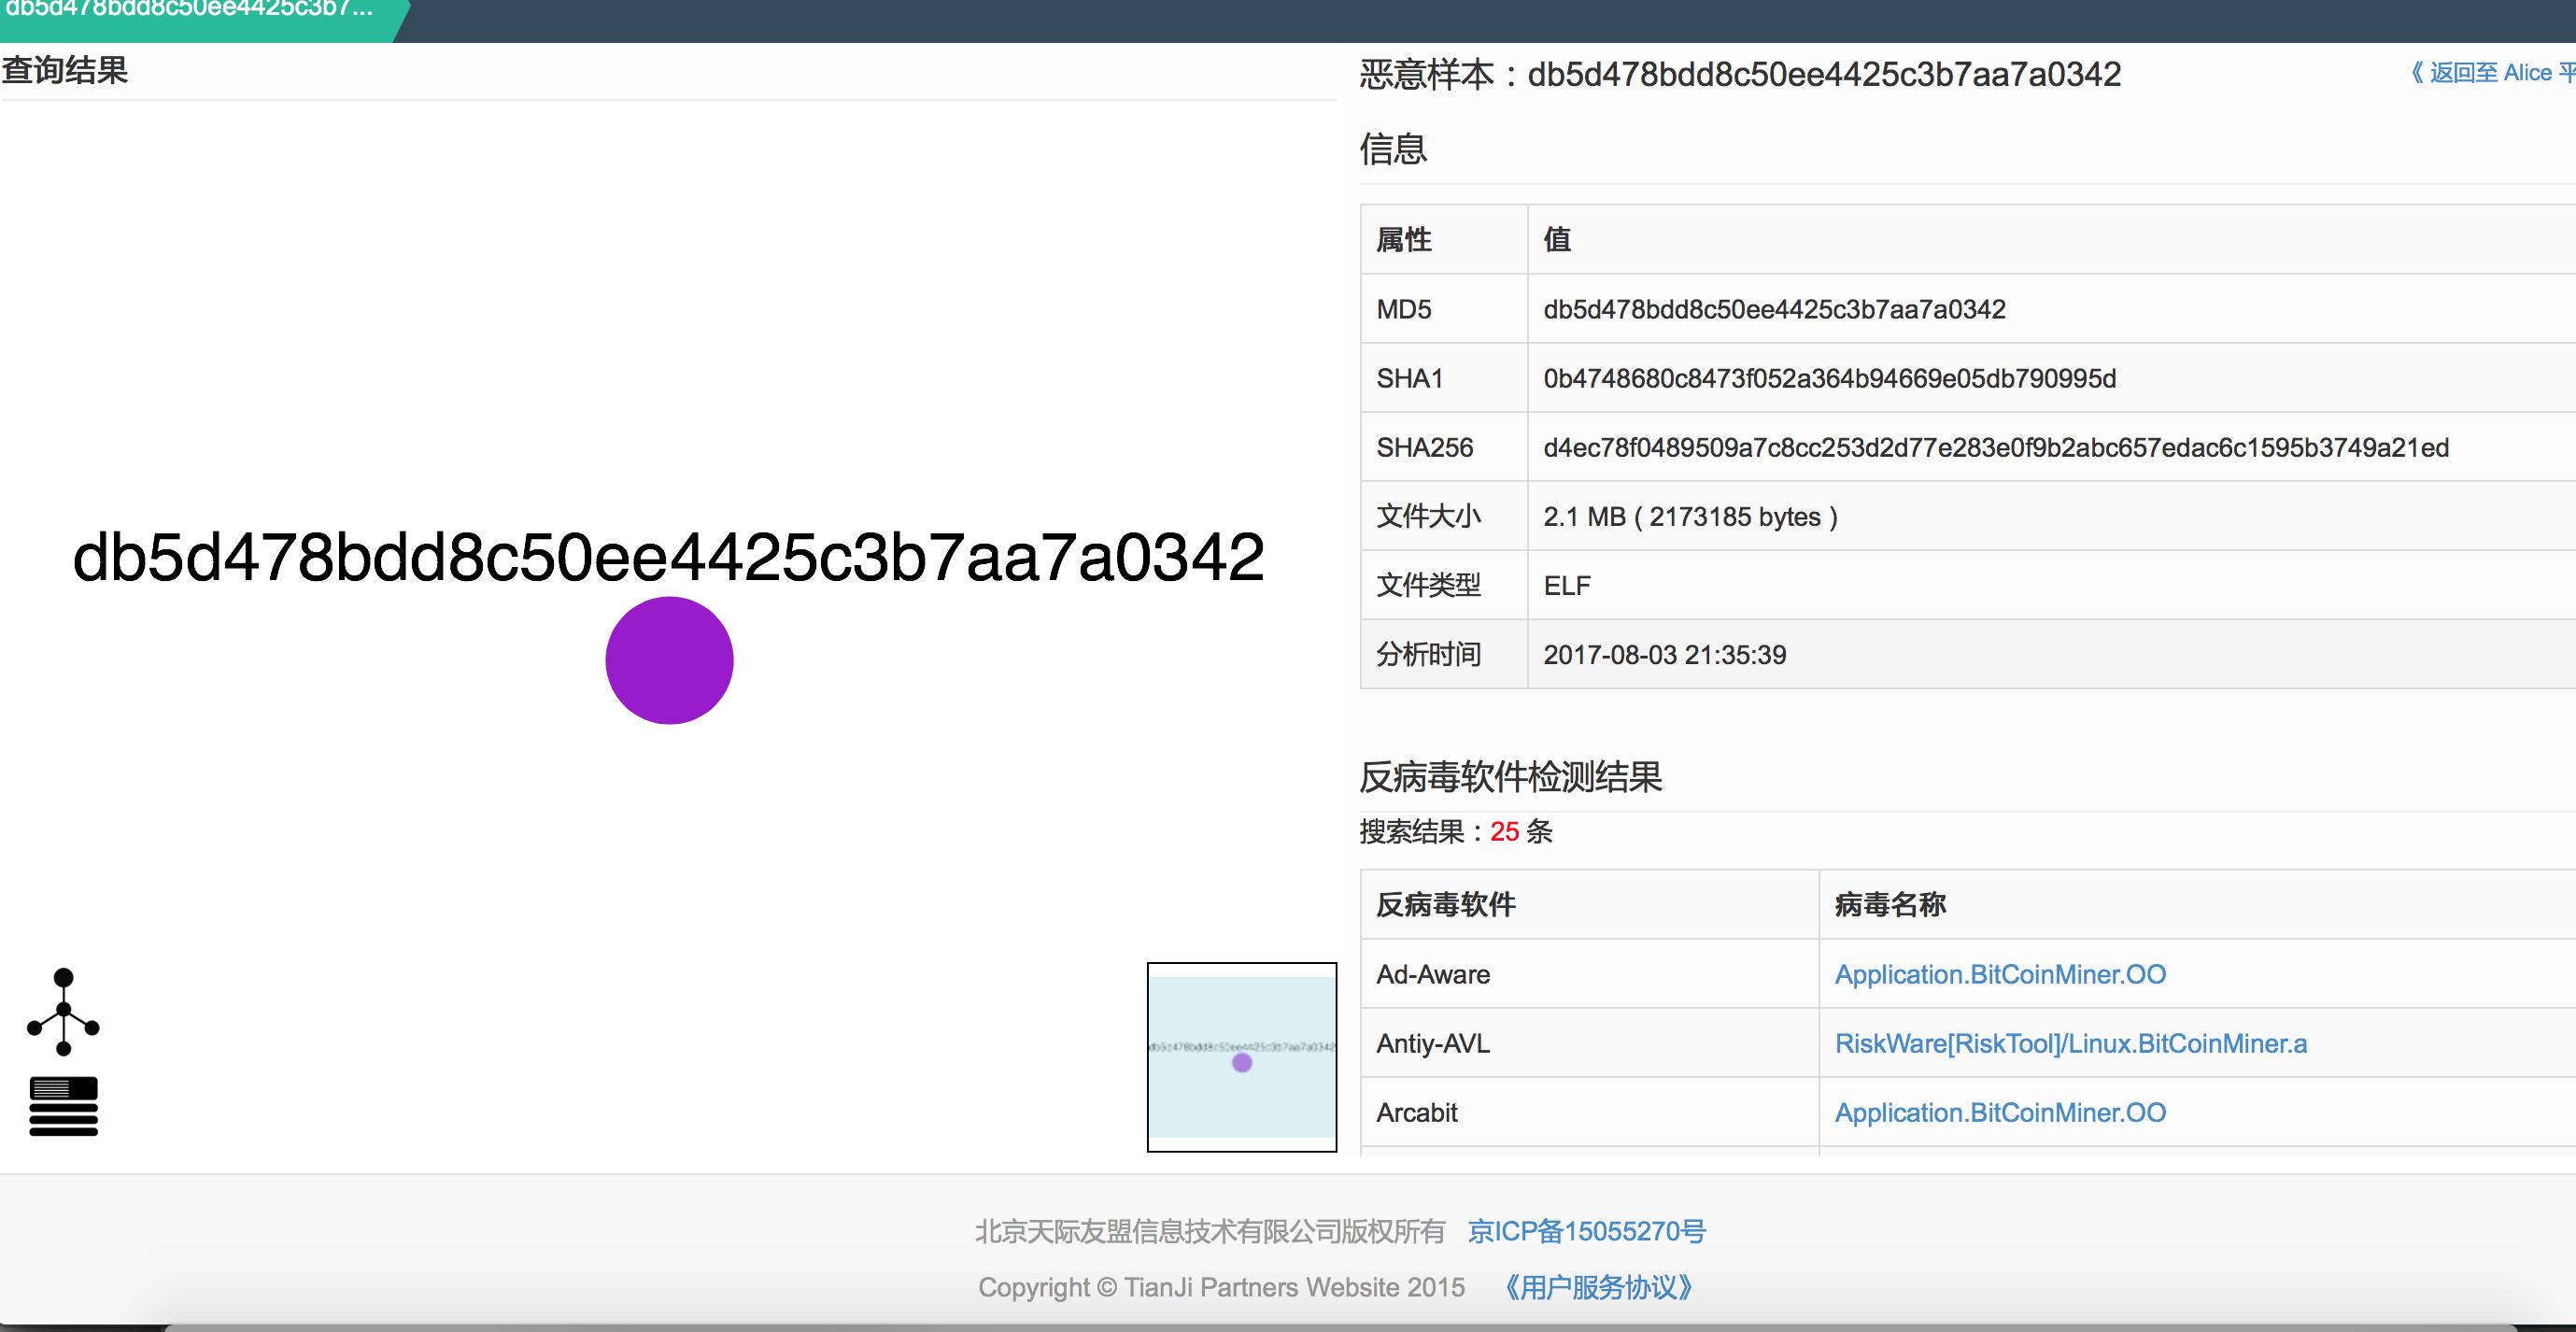 db5d478bdd8c50ee4425c3b7...
查询结果
db5d478bdd8c50ee4425c3b7aa7a0342
db5d478bdd8c50ee4425c3b7aa7a0342
恶意样本：db5d478bdd8c50ee4425c3b7aa7a0342
《 返回至 Alice 平
信息
属性 值
MD5 db5d478bdd8c50ee4425c3b7aa7a0342
SHA1 0b4748680c8473f052a364b94669e05db790995d
SHA256 d4ec78f0489509a7c8cc253d2d77e283e0f9b2abc657edac6c1595b3749a21ed
文件大小 2.1 MB ( 2173185 bytes )
文件类型 ELF
分析时间 2017-08-03 21:35:39
反病毒软件检测结果
搜索结果：25 条
反病毒软件 病毒名称
Ad-Aware Application.BitCoinMiner.OO
Antiy-AVL RiskWare[RiskTool]/Linux.BitCoinMiner.a
Arcabit Application.BitCoinMiner.OO
北京天际友盟信息技术有限公司版权所有 京ICP备15055270号
Copyright © TianJi Partners Website 2015 《用户服务协议》